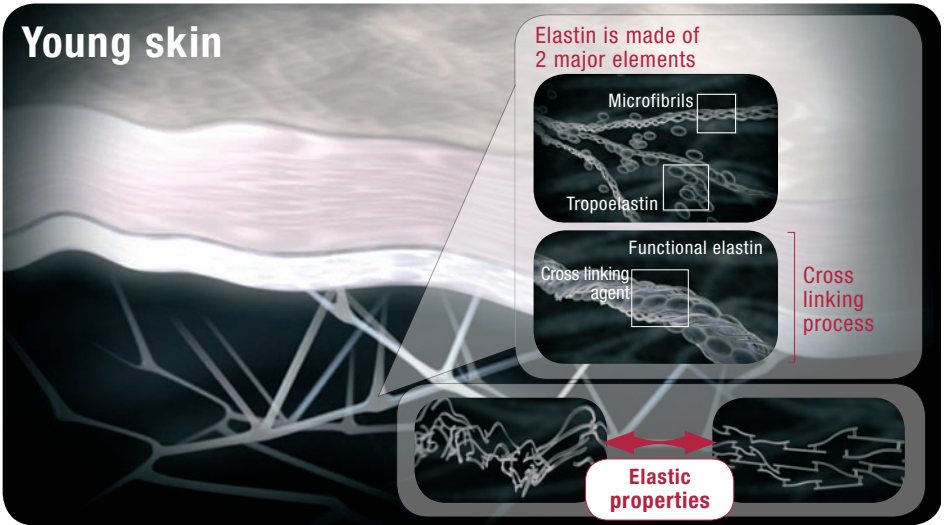 Young skin
Elastin is made of
2 major elements
Microfibrils
Tropoelastin
Functional elastin
Cross linking
agent
Cross
linking
process
Elastic
properties